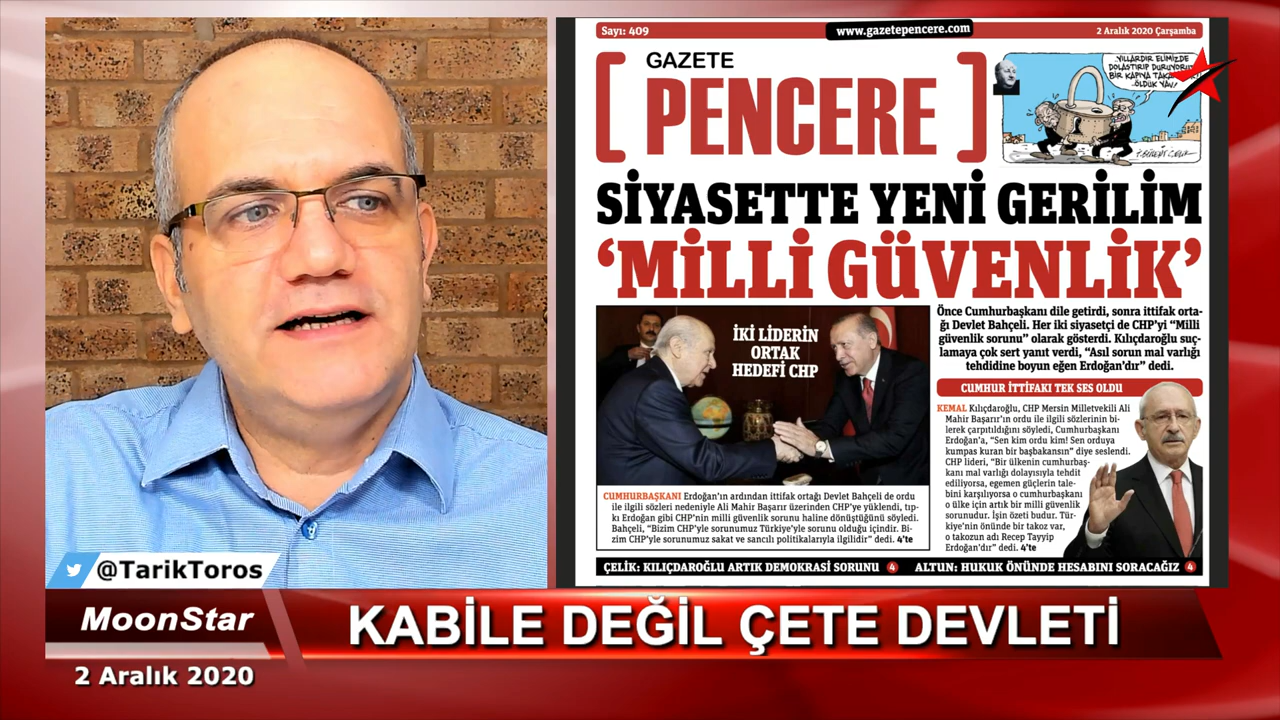 Sayı: 409
www.gazetepencere.com
2 Aralık 2020 Çarşamba
GAZETE
[ PENCERE ]
YILLARDIR ELİMİZDE
DOLAŞTIRIP DURUYORUZ
BİR KAPIYA
ÖLDÜK YAV!
SİYASETTE YENİ GERİLİM
‘MİLLİ GÜVENLİK’
İKİ LİDERİN
ORTAK
HEDEFİ CHP
Önce Cumhurbaşkanı dile getirdi, sonra ittifak orta-
ğı Devlet Bahçeli. Her iki siyasetçi de CHP’yi “Milli
güvenlik sorunu” olarak gösterdi. Kılıçdaroğlu suç-
lamaya çok sert yanıt verdi, “Asıl sorun mal varlığı
tehdidine boyun eğen Erdoğan’dır” dedi.
CUMHUR İTTİFAKI TEK SES OLDU
KEMAL Kılıçdaroğlu, CHP Mersin Milletvekili Ali
Mahir Başarır’ın ordu ile ilgili sözlerinin bi-
lerek çarpıtıldığını söyledi, Cumhurbaşkanı
Erdoğan’a, “Sen kim ordu kim! Sen orduya
kumpas kuran bir başbakansın” diye seslendi.
CHP lideri, “Bir ülkenin cumhurbaş-
kanı mal varlığı dolayısıyla tehdit
ediliyorsa, egemen güçlerin tale-
bini karşılıyorsa o cumhurbaşkanı
o ülke için artık bir milli güvenlik
sorunudur. İşin özeti budur. Tür-
kiye’nin önünde bir takoz var,
o takozun adı Recep Tayyip
Erdoğan’dır” dedi. 4’te
CUMHURBAŞKANI Erdoğan’ın ardından ittifak ortağı Devlet Bahçeli de ordu
ile ilgili sözleri nedeniyle Ali Mahir Başarır üzerinden CHP’ye yüklendi, tıp-
kı Erdoğan gibi CHP’nin milli güvenlik sorunu haline dönüştüğünü söyledi.
Bahçeli, “Bizim CHP’yle sorunumuz Türkiye’yle sorunu olduğu içindir. Bi-
zim CHP’yle sorunumuz sakat ve sancılı politikalarıyla ilgilidir” dedi. 4’te
ÇELİK: KILIÇDAROĞLU ARTIK DEMOKRASİ SORUNU 4
ALTUN: HUKUK ÖNÜNDE HESABINI SORACAĞIZ 4
@TarikToros
MoonStar
KABİLE DEĞİL ÇETE DEVLETİ
2 Aralık 2020